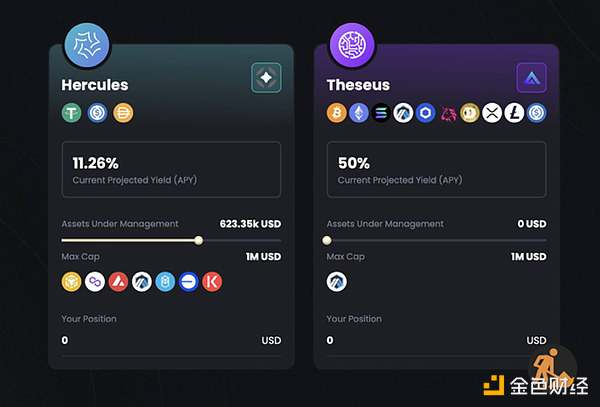 Hercules
11.26%
Current Projected Yield (APY)
Assets Under Management 623.35k USD
Max Cap 1M USD
Your Position
0 USD
Theseus
50%
Current Projected Yield (APY)
Assets Under Management 0 USD
Max Cap 1M USD
Your Position
0 USD
金色财经